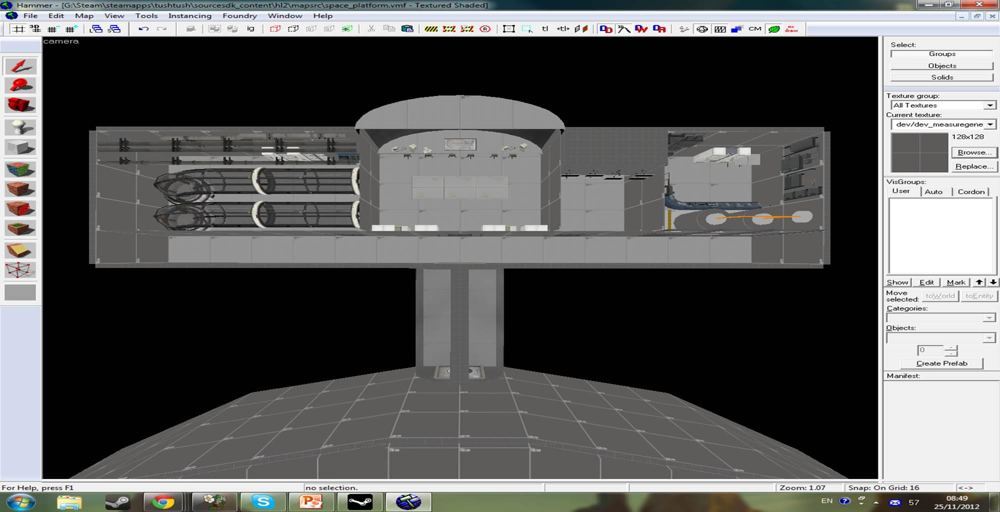 Hammer - [G:\Steam\steamapps\tushtush\sourcesdk_content\hl2\mapsrc\space_platform.vmf - Textured Shaded]
File Edit Map View Tools Instancing Foundry Window Help
3D ig R tl <tl> 3D CM no draw
camera
Select:
Groups
Objects
Solids
Texture group:
All Textures
Current texture:
dev/dev_measuregene
128x128
Browse...
Replace...
VisGroups:
User Auto Cordon
Show Edit Mark
Move selected: toWorld toEntity
Categories:
Objects:
0
Create Prefab
Manifest:
For Help, press F1 no selection. Zoom: 1.07 Snap: On Grid: 16 <->
EN ? 57 08:49
25/11/2012